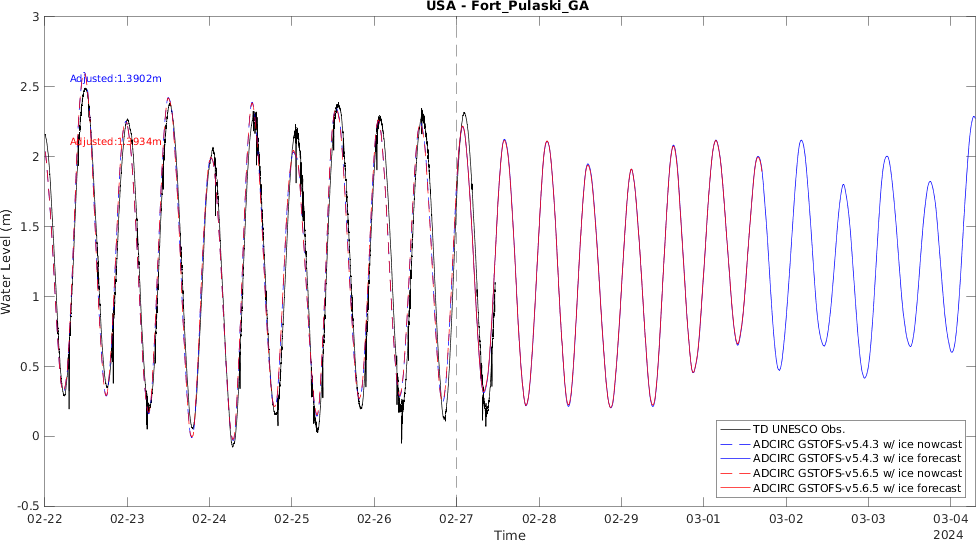 USA - Fort_Pulaski_GA
3
2.5
2
1.5
1
0.5
0
-0.5
Water Level (m)
Adjusted:1.3902m
Adjusted:1.3934m
TD UNESCO Obs.
ADCIRC GSTOFS-v5.4.3 w/ ice nowcast
ADCIRC GSTOFS-v5.4.3 w/ ice forecast
ADCIRC GSTOFS-v5.6.5 w/ ice nowcast
ADCIRC GSTOFS-v5.6.5 w/ ice forecast
02-22 02-23 02-24 02-25 02-26 02-27 02-28 02-29 03-01 03-02 03-03 03-04
Time
2024